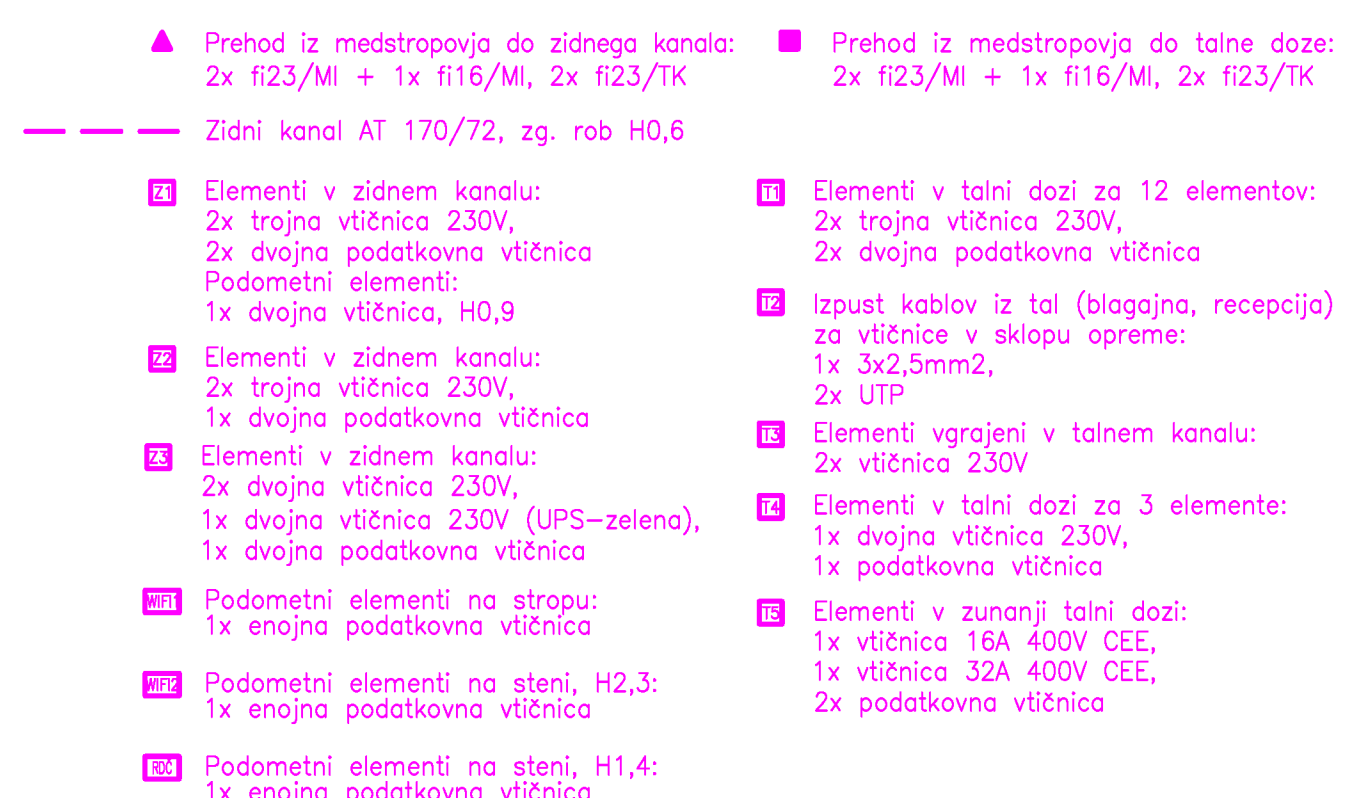 Prehod iz medstropovja do zidnega kanala:
2x fi23/MI + 1x fi16/MI, 2x fi23/TK
Zidni kanal AT 170/72, zg. rob H0,6
Z1 Elementi v zidnem kanalu:
2x trojna vtičnica 230V,
2x dvojna podatkovna vtičnica
Podometni elementi:
1x dvojna vtičnica, H0,9
Z2 Elementi v zidnem kanalu:
2x trojna vtičnica 230V,
1x dvojna podatkovna vtičnica
Z3 Elementi v zidnem kanalu:
2x dvojna vtičnica 230V,
1x dvojna vtičnica 230V (UPS-zelena),
1x dvojna podatkovna vtičnica
WIFI1 Podometni elementi na stropu:
1x enojna podatkovna vtičnica
WIFI2 Podometni elementi na steni, H2,3:
1x enojna podatkovna vtičnica
RDČ Podometni elementi na steni, H1,4:
1x enojna podatkovna vtičnica
Prehod iz medstropovja do talne doze:
2x fi23/MI + 1x fi16/MI, 2x fi23/TK
T1 Elementi v talni dozi za 12 elementov:
2x trojna vtičnica 230V,
2x dvojna podatkovna vtičnica
T2 Izpust kablov iz tal (blagajna, recepcija)
za vtičnice v sklopu opreme:
1x 3x2,5mm2,
2x UTP
T3 Elementi vgrajeni v talnem kanalu:
2x vtičnica 230V
T4 Elementi v talni dozi za 3 elemente:
1x dvojna vtičnica 230V,
1x podatkovna vtičnica
T5 Elementi v zunanji talni dozi:
1x vtičnica 16A 400V CEE,
1x vtičnica 32A 400V CEE,
2x podatkovna vtičnica